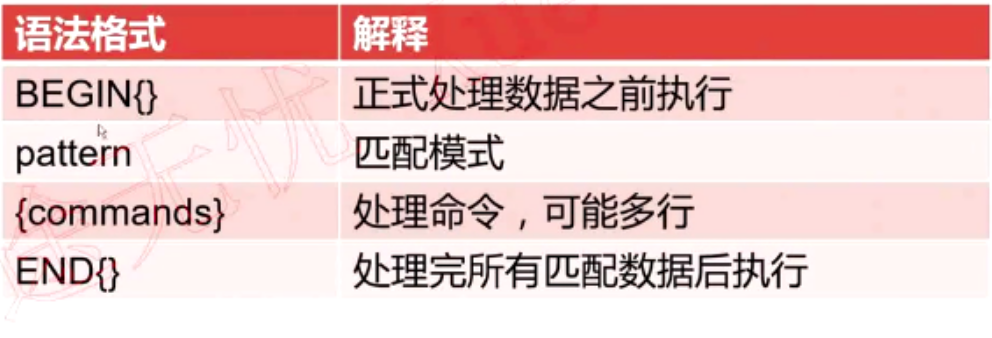 语法格式 解释
BEGIN{} 正式处理数据之前执行
pattern 匹配模式
{commands} 处理命令，可能多行
END{} 处理完所有匹配数据后执行